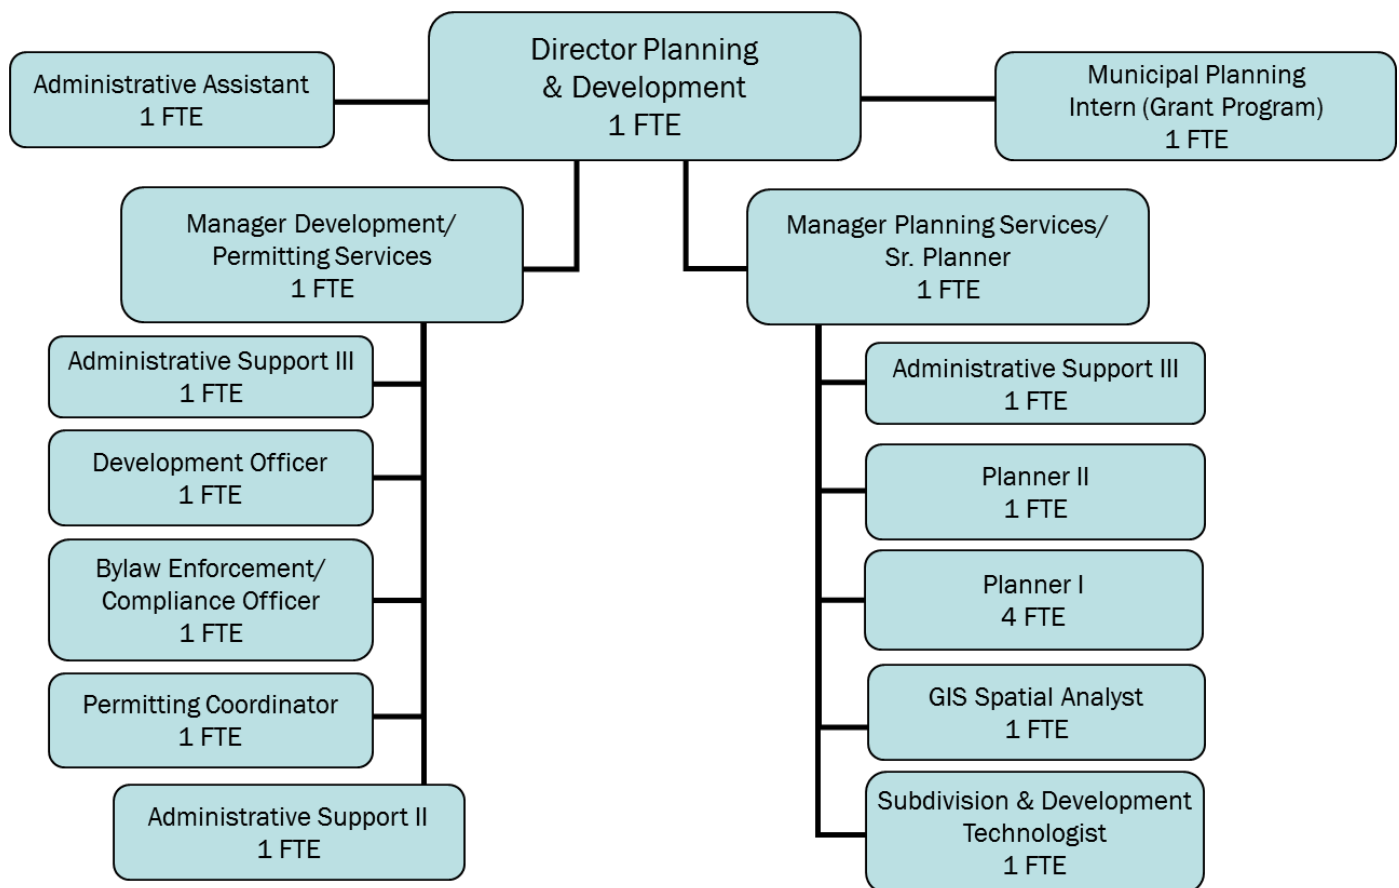 Director Planning
& Development
1 FTE
Administrative Assistant
1 FTE
Municipal Planning
Intern (Grant Program)
1 FTE
Manager Development/
Permitting Services
1 FTE
Administrative Support III
1 FTE
Development Officer
1 FTE
Bylaw Enforcement/
Compliance Officer
1 FTE
Permitting Coordinator
1 FTE
Administrative Support II
1 FTE
Manager Planning Services/
Sr. Planner
1 FTE
Administrative Support III
1 FTE
Planner II
1 FTE
Planner I
4 FTE
GIS Spatial Analyst
1 FTE
Subdivision & Development
Technologist
1 FTE